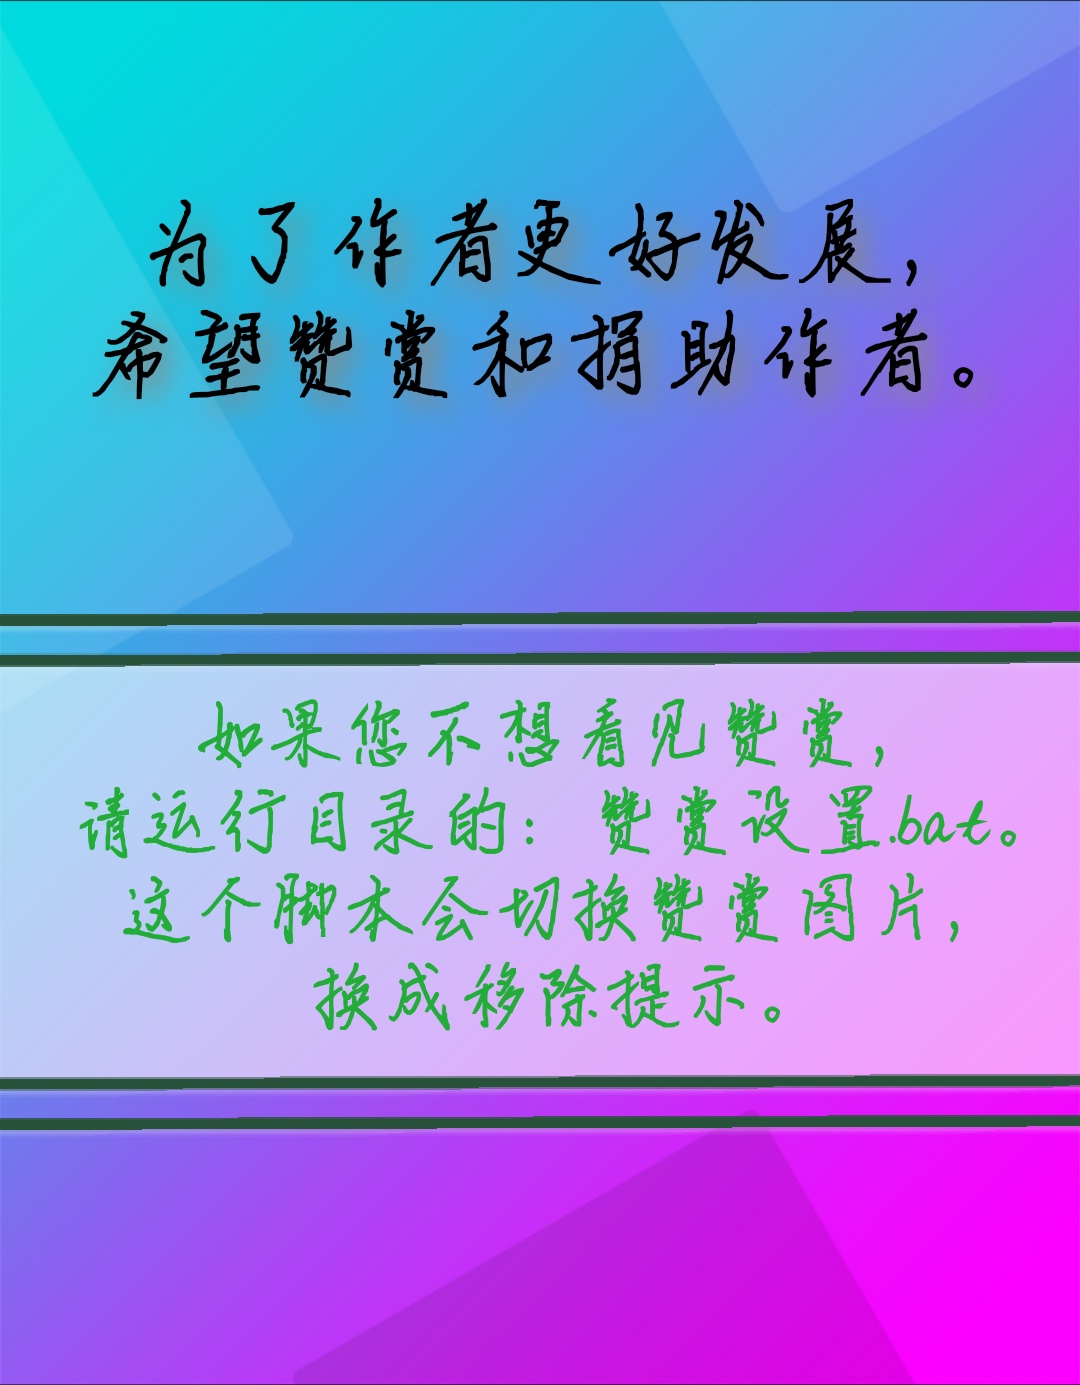 为了作者更好发展，
希望赞赏和捐助作者。
如果您不想看见赞赏，
请运行目录的：赞赏设置.bat。
这个脚本会切换赞赏图片，
换成移除提示。